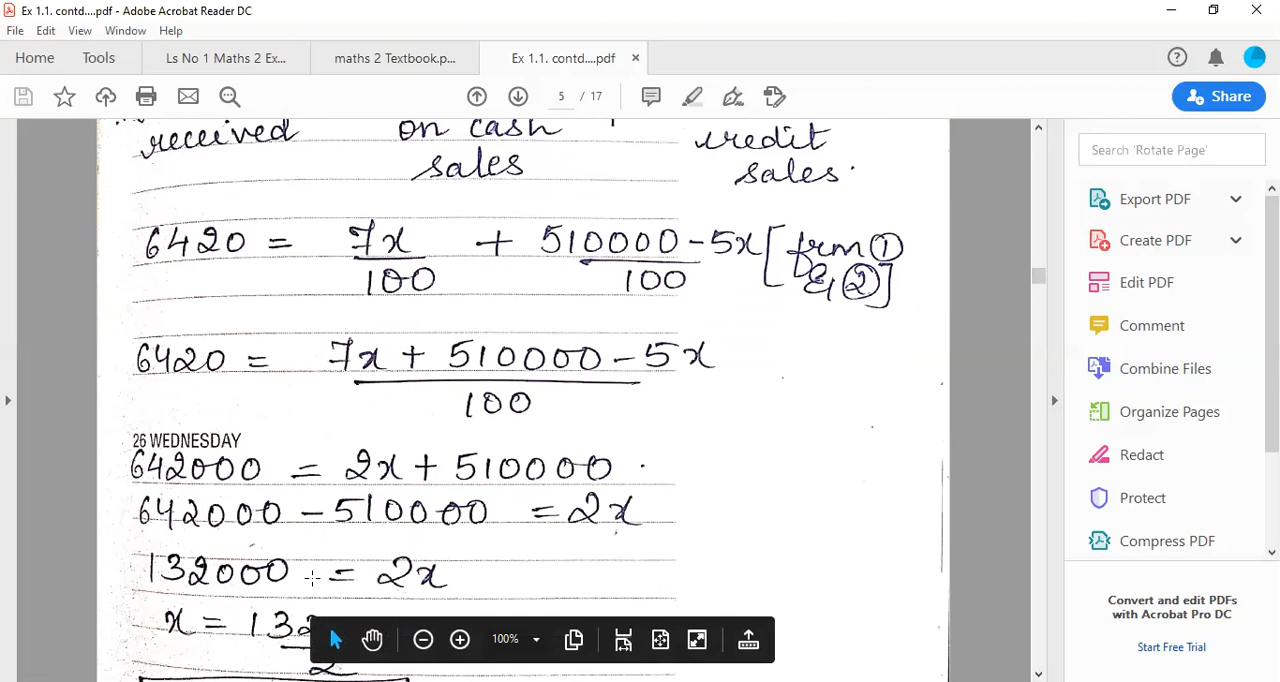 Ex 1.1. contd....pdf - Adobe Acrobat Reader DC
File Edit View Window Help
Home Tools Ls No 1 Maths 2 Ex... maths 2 Textbook.p... Ex 1.1. contd....pdf ×
5 / 17 Share
received on cash credit
sales sales.
6420 = 7x/100 + 510000-5x/100 [from ① & ②]
6420 = 7x + 510000 - 5x
100
26 WEDNESDAY
642000 = 2x + 510000
642000 - 510000 = 2x
132000 = 2x
x = 132
2
100%
Search 'Rotate Page'
Export PDF
Create PDF
Edit PDF
Comment
Combine Files
Organize Pages
Redact
Protect
Compress PDF
Convert and edit PDFs
with Acrobat Pro DC
Start Free Trial